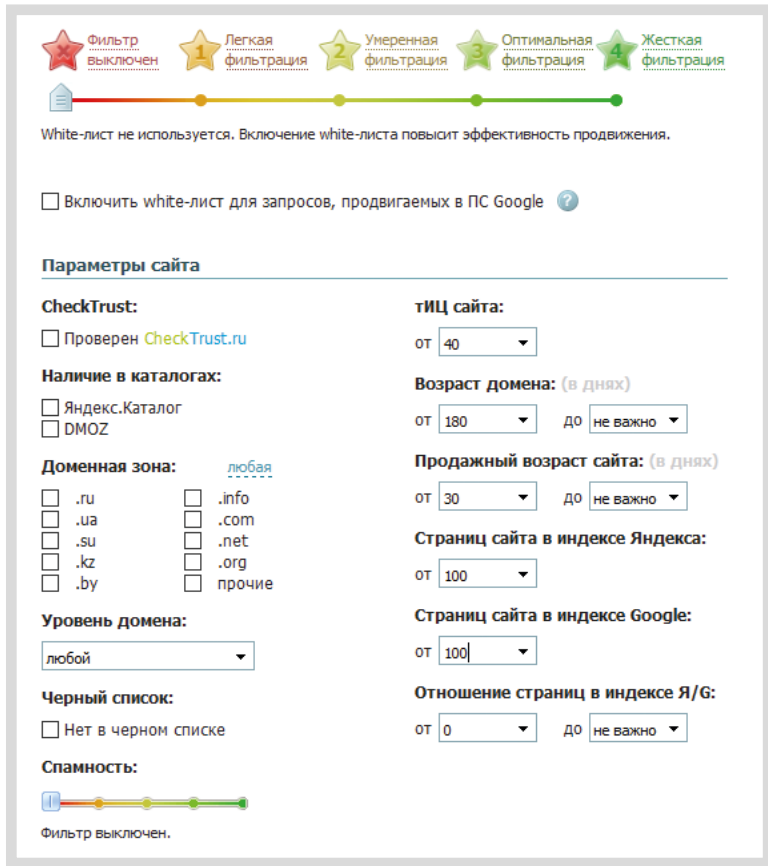 Фильтр выключен
1 Легкая фильтрация
2 Умеренная фильтрация
3 Оптимальная фильтрация
4 Жесткая фильтрация
White-лист не используется. Включение white-листа повысит эффективность продвижения.
Включить white-лист для запросов, продвигаемых в ПС Google ?
Параметры сайта
CheckTrust:
Проверен CheckTrust.ru
Наличие в каталогах:
Яндекс.Каталог
DMOZ
Доменная зона: любая
.ru .info
.ua .com
.su .net
.kz .org
.by прочие
Уровень домена:
любой
Черный список:
Нет в черном списке
Спамность:
Фильтр выключен.
тИЦ сайта:
от 40
Возраст домена: (в днях)
от 180 до не важно
Продажный возраст сайта: (в днях)
от 30 до не важно
Страниц сайта в индексе Яндекса:
от 100
Страниц сайта в индексе Google:
от 100
Отношение страниц в индексе Я/G:
от 0 до не важно